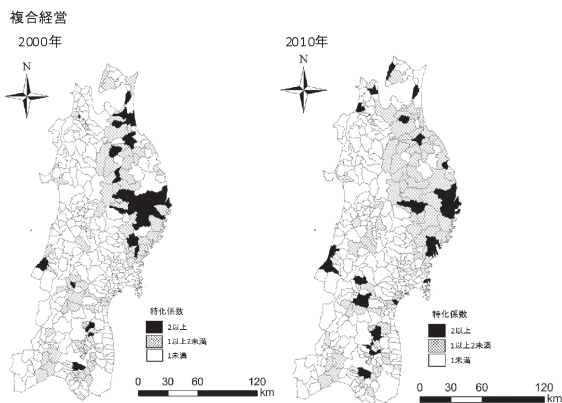 複合経営
2000年
2010年
N
N
特化係数
2以上
1以上2未満
1未満
0 30 60 120
km
特化係数
2以上
1以上2未満
1未満
0 30 60 120
km